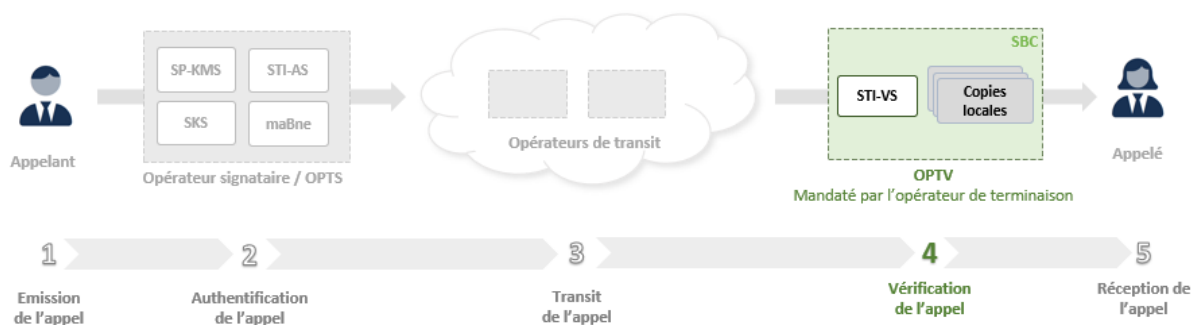 SBC
SP-KMS
STI-AS
STI-VS
Copies
locales
SKS
maBne
Opérateurs de transit
Appelant
Appelé
Opérateur signataire / OPTS
OPTV
Mandaté par l'opérateur de terminaison
1
2
3
4
5
Emission
de l'appel
Authentification
de l'appel
Transit
de l'appel
Vérification
de l'appel
Réception de
l'appel